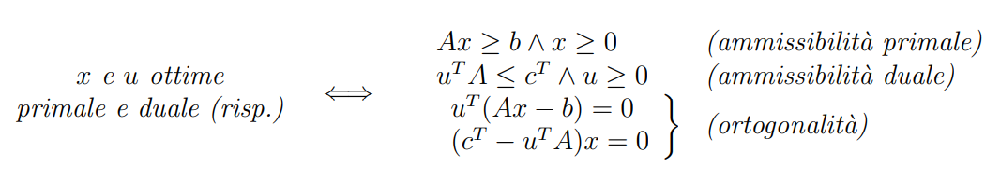 Ax ≥ b ∧ x ≥ 0 (ammissibilità primale)
x e u ottime
primale e duale (risp.)
⟺
u^T A ≤ c^T ∧ u ≥ 0 (ammissibilità duale)
u^T (Ax − b) = 0
(c^T − u^T A)x = 0
} (ortogonalità)